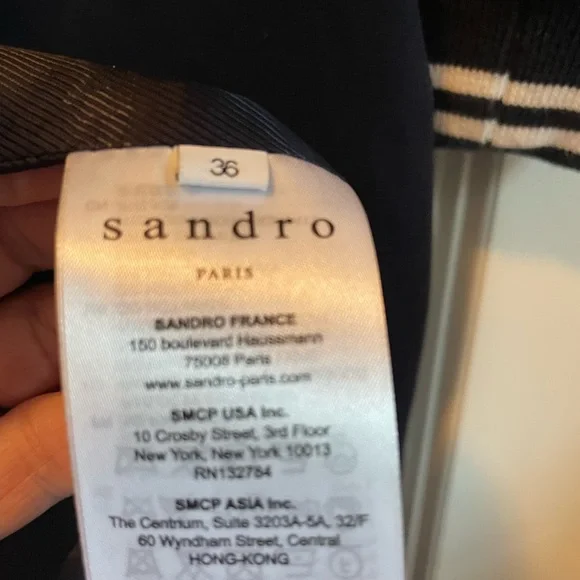 36
sandro
PARIS
SANDRO FRANCE
150 boulevard Haussmann
75008 Paris
www.sandro-paris.com
SMCP USA Inc.
10 Crosby Street, 3rd Floor
New York, New York 10013
RN132784
SMCP ASIA Inc.
The Centrium, Suite 3203A-5A, 32/F
60 Wyndham Street, Central
HONG-KONG